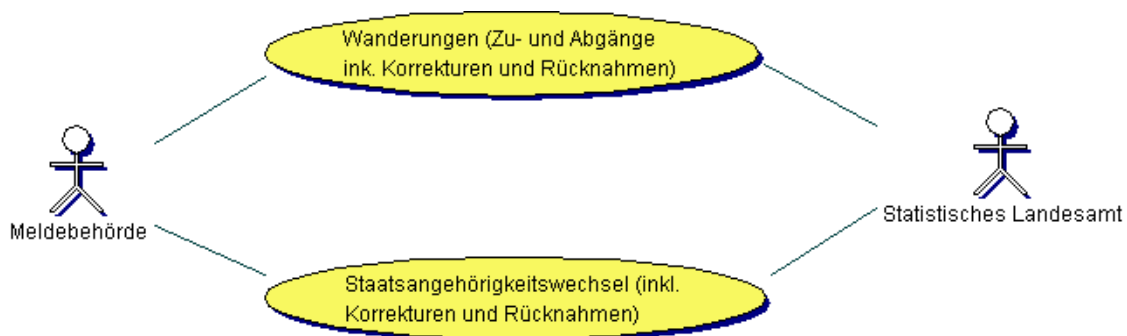 Wanderungen (Zu- und Abgänge
ink. Korrekturen und Rücknahmen)
Meldebehörde
Statistisches Landesamt
Staatsangehörigkeitswechsel (inkl.
Korrekturen und Rücknahmen)